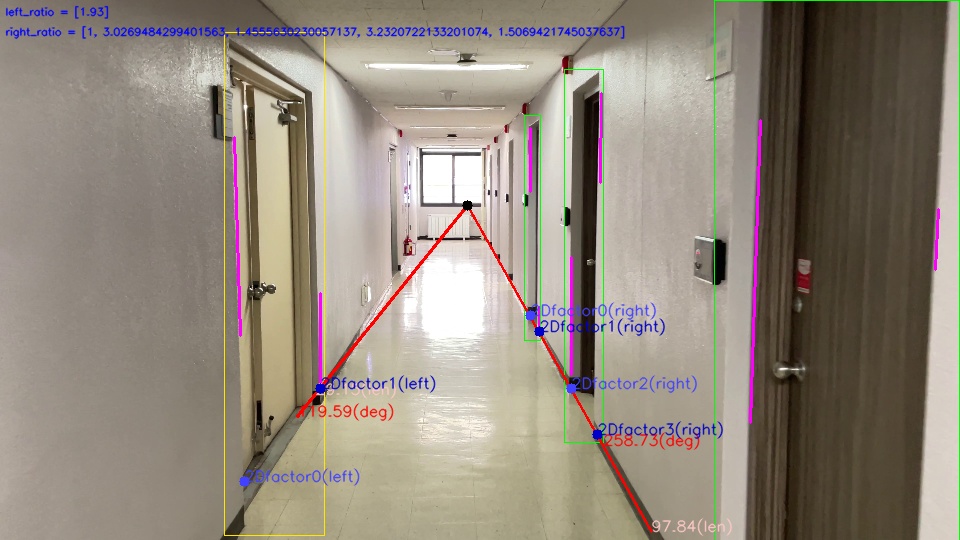 left_ratio = [1.93]
right_ratio = [1, 3.0269484299401563, 1.4555630230057137, 3.2320722133201074, 1.5069421745037637]
2Dfactor0(right)
2Dfactor1(right)
2Dfactor1(left)
2Dfactor2(right)
19.59(deg)
2Dfactor3(right)
258.73(deg)
2Dfactor0(left)
97.84(len)